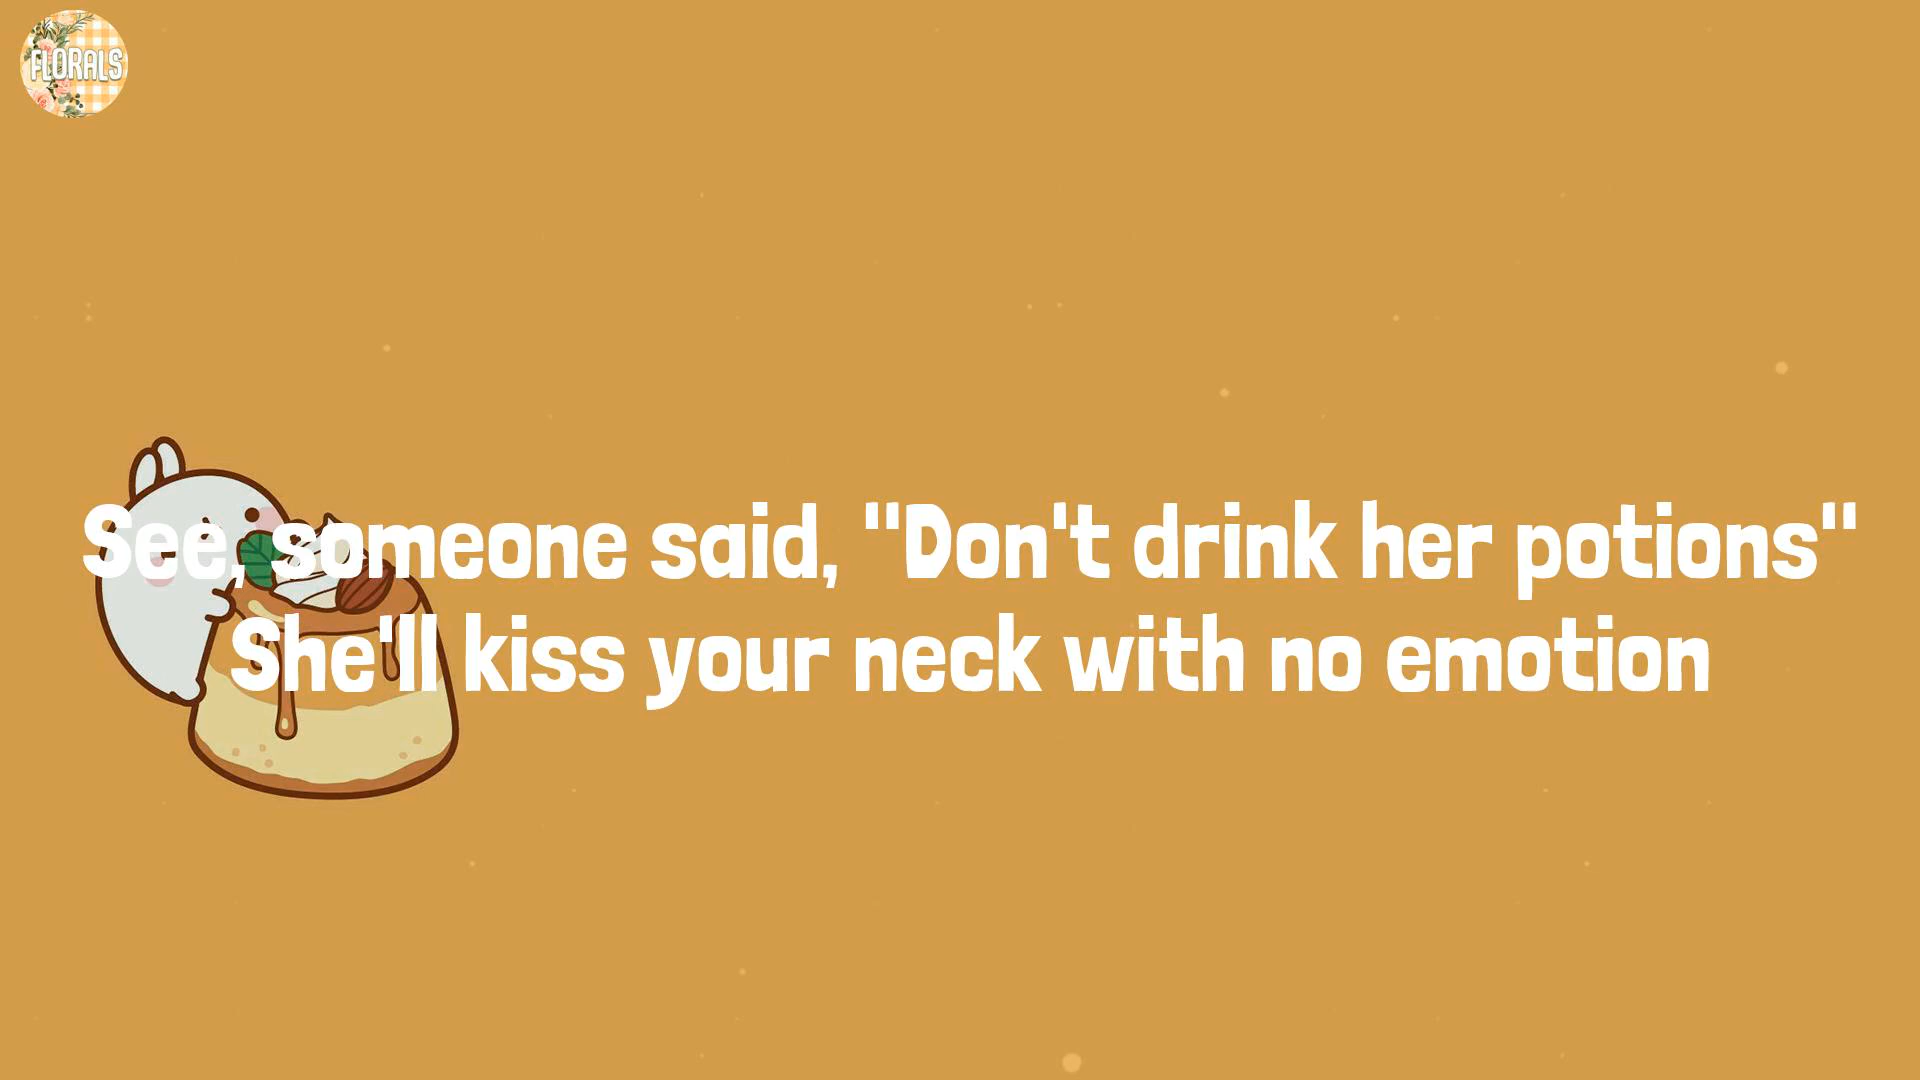 FLORALS
See, someone said, "Don't drink her potions"
She'll kiss your neck with no emotion